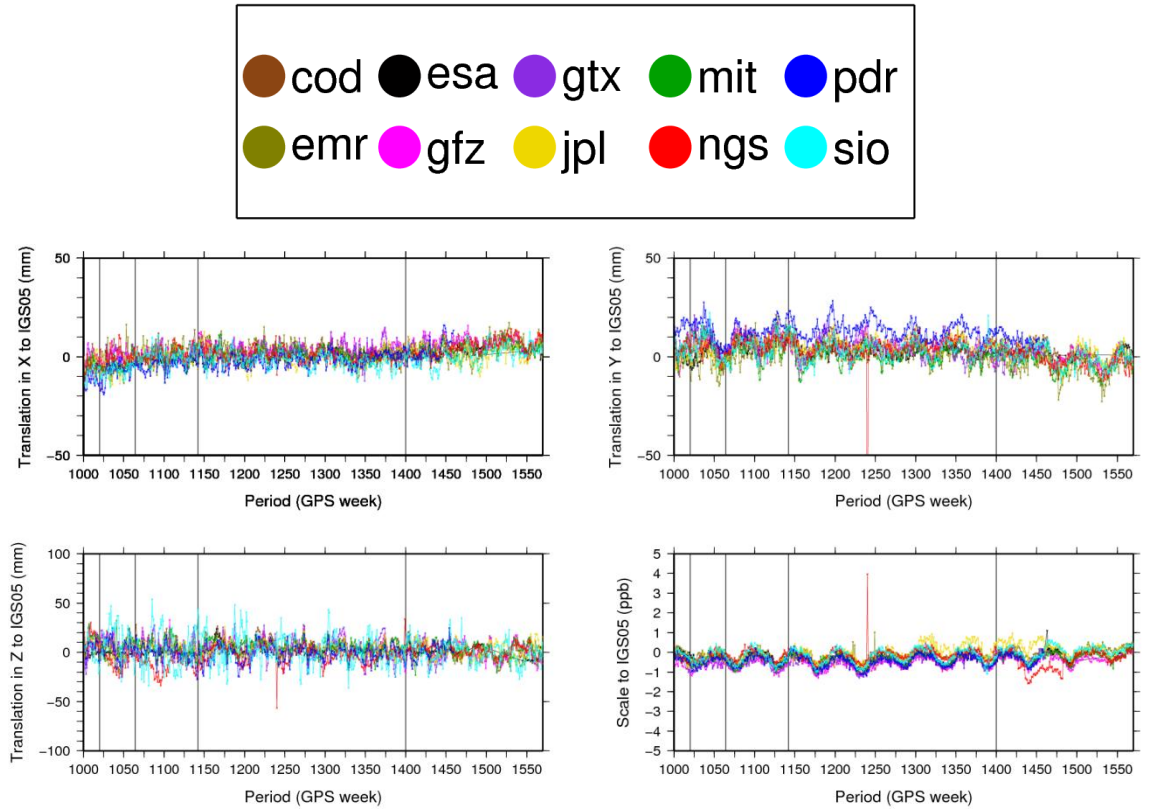 cod esa gtx mit pdr
emr gfz jpl ngs sio
50
0
−50
Translation in X to IGS05 (mm)
1000 1050 1100 1150 1200 1250 1300 1350 1400 1450 1500 1550
Period (GPS week)
50
0
−50
Translation in Y to IGS05 (mm)
1000 1050 1100 1150 1200 1250 1300 1350 1400 1450 1500 1550
Period (GPS week)
100
50
0
−50
−100
Translation in Z to IGS05 (mm)
1000 1050 1100 1150 1200 1250 1300 1350 1400 1450 1500 1550
Period (GPS week)
5
4
3
2
1
0
−1
−2
−3
−4
−5
Scale to IGS05 (ppb)
1000 1050 1100 1150 1200 1250 1300 1350 1400 1450 1500 1550
Period (GPS week)